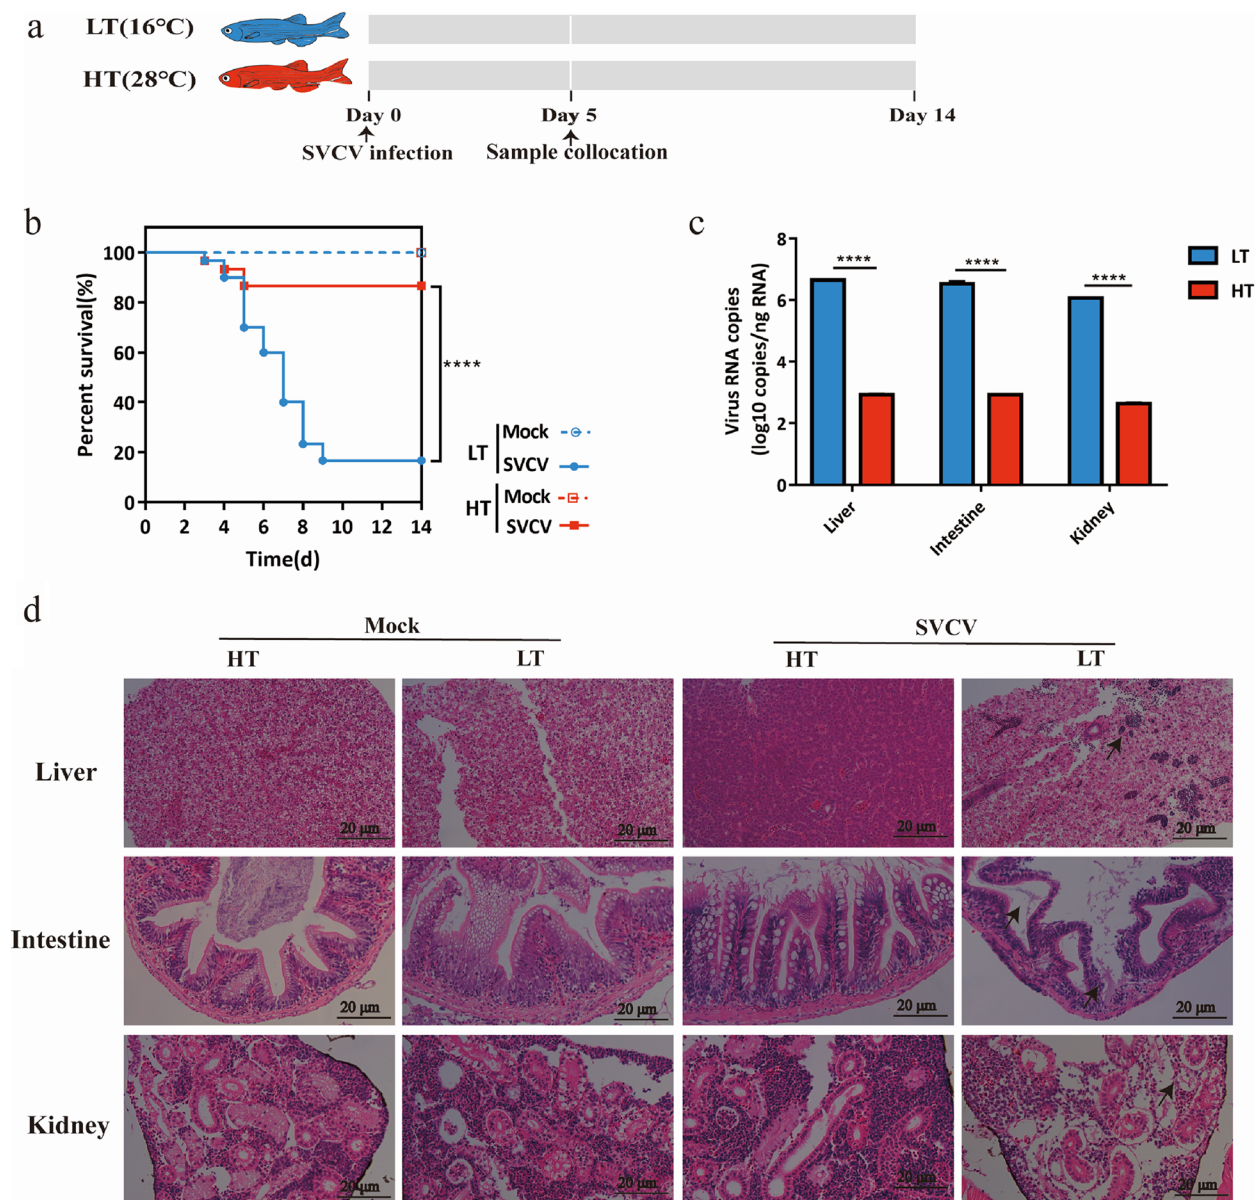 a
LT(16°C)
HT(28°C)
Day 0
Day 5
Day 14
SVCV infection
Sample collocation
b
Percent survival(%)
100
80
60
40
20
0
0 2 4 6 8 10 12 14
Time(d)
****
LT
Mock
SVCV
HT
Mock
SVCV
c
Virus RNA copies
(log10 copies/ng RNA)
8
6
4
2
0
****
****
****
Liver
Intestine
Kidney
LT
HT
d
Mock
SVCV
HT
LT
HT
LT
Liver
20 μm
20 μm
20 μm
20 μm
Intestine
20 μm
20 μm
20 μm
20 μm
Kidney
20 μm
20 μm
20 μm
20 μm